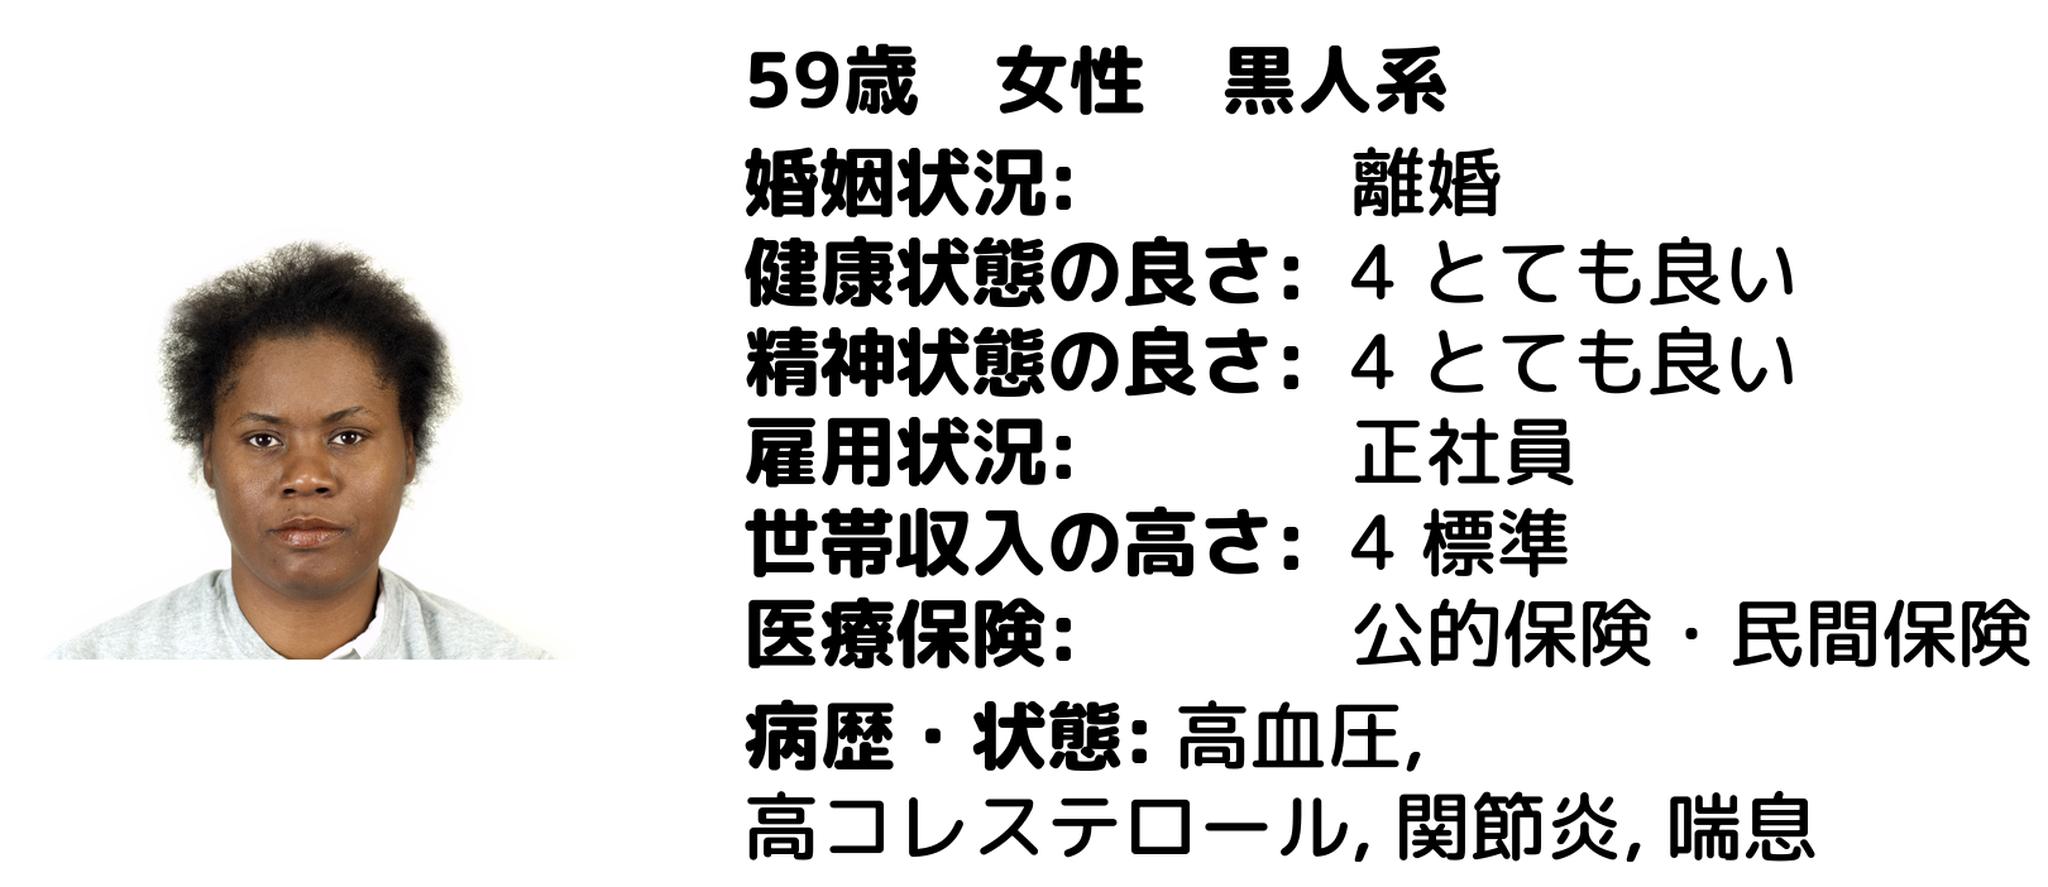 59歳　女性　黒人系
婚姻状況: 離婚
健康状態の良さ: 4 とても良い
精神状態の良さ: 4 とても良い
雇用状況: 正社員
世帯収入の高さ: 4 標準
医療保険: 公的保険・民間保険
病歴・状態: 高血圧,
高コレステロール, 関節炎, 喘息